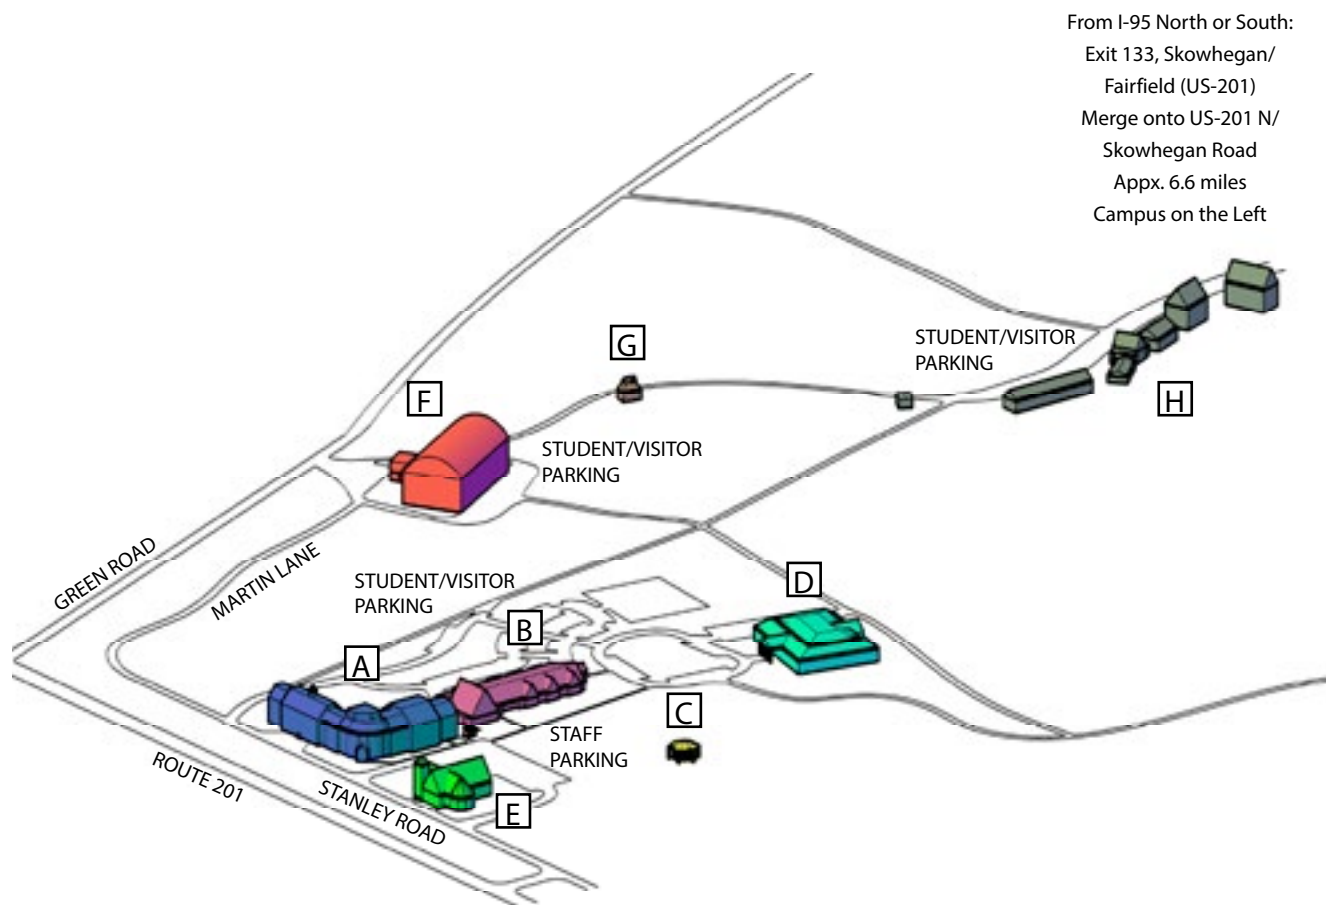 From I-95 North or South:
Exit 133, Skowhegan/
Fairfield (US-201)
Merge onto US-201 N/
Skowhegan Road
Appx. 6.6 miles
Campus on the Left
G
STUDENT/VISITOR
PARKING
H
F
STUDENT/VISITOR
PARKING
GREEN ROAD
MARTIN LANE
STUDENT/VISITOR
PARKING
D
B
A
C
STAFF
PARKING
ROUTE 201
STANLEY ROAD
E